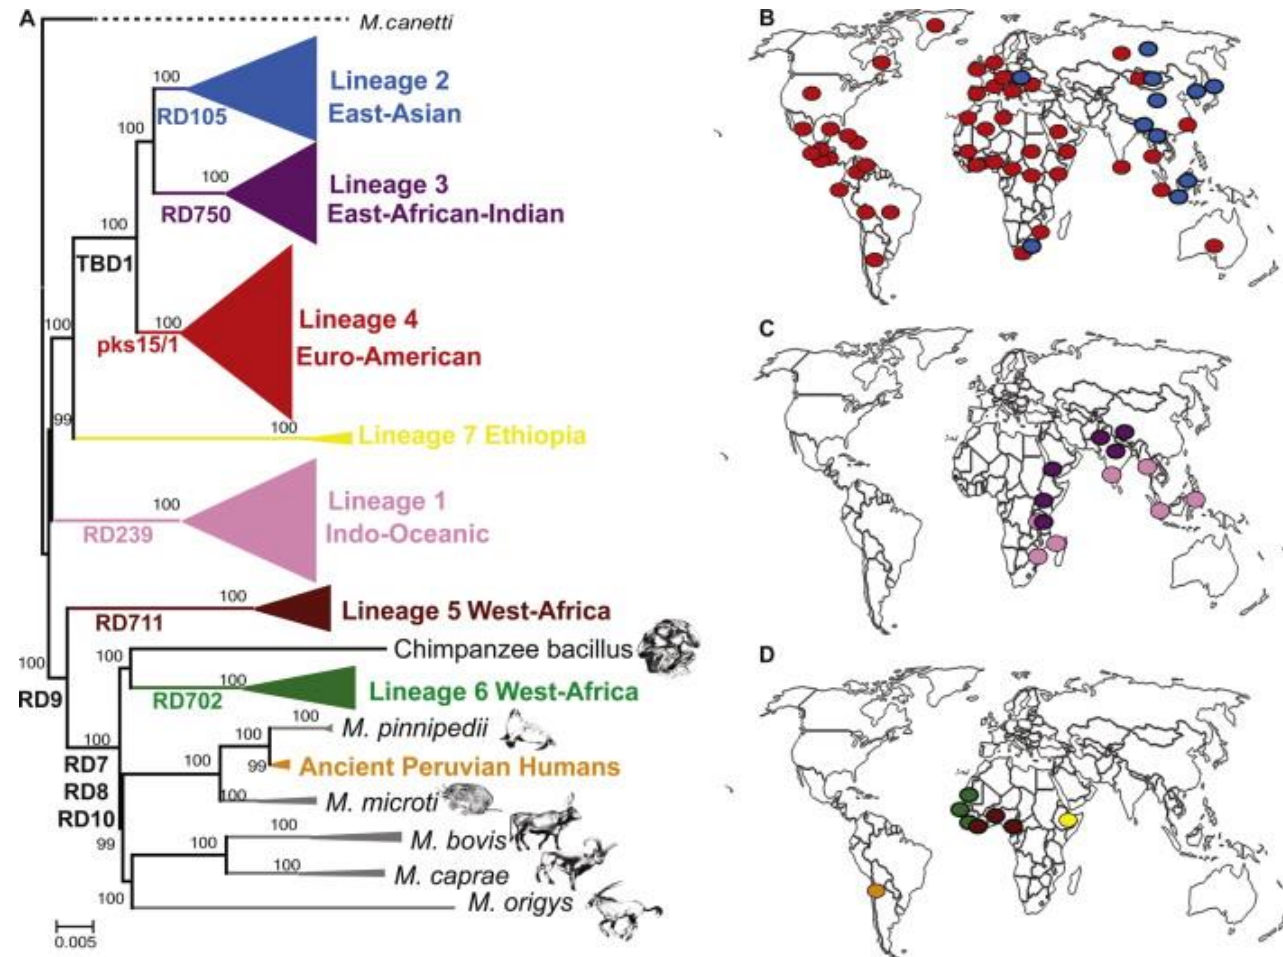 A
M.canetti
100
Lineage 2
RD105
East-Asian
100
100
Lineage 3
RD750
East-African-Indian
100
TBD1
100
Lineage 4
pks15/1
Euro-American
100
99
100
Lineage 7 Ethiopia
100
Lineage 1
RD239
Indo-Oceanic
100
Lineage 5 West-Africa
RD711
100
Chimpanzee bacillus
100
RD9
100
Lineage 6 West-Africa
RD702
100
M. pinnipedii
100
100
RD7
100
99
Ancient Peruvian Humans
RD8
100
M. microti
RD10
99
100
M. bovis
100
M. caprae
100
M. origys
0.005
B
C
D